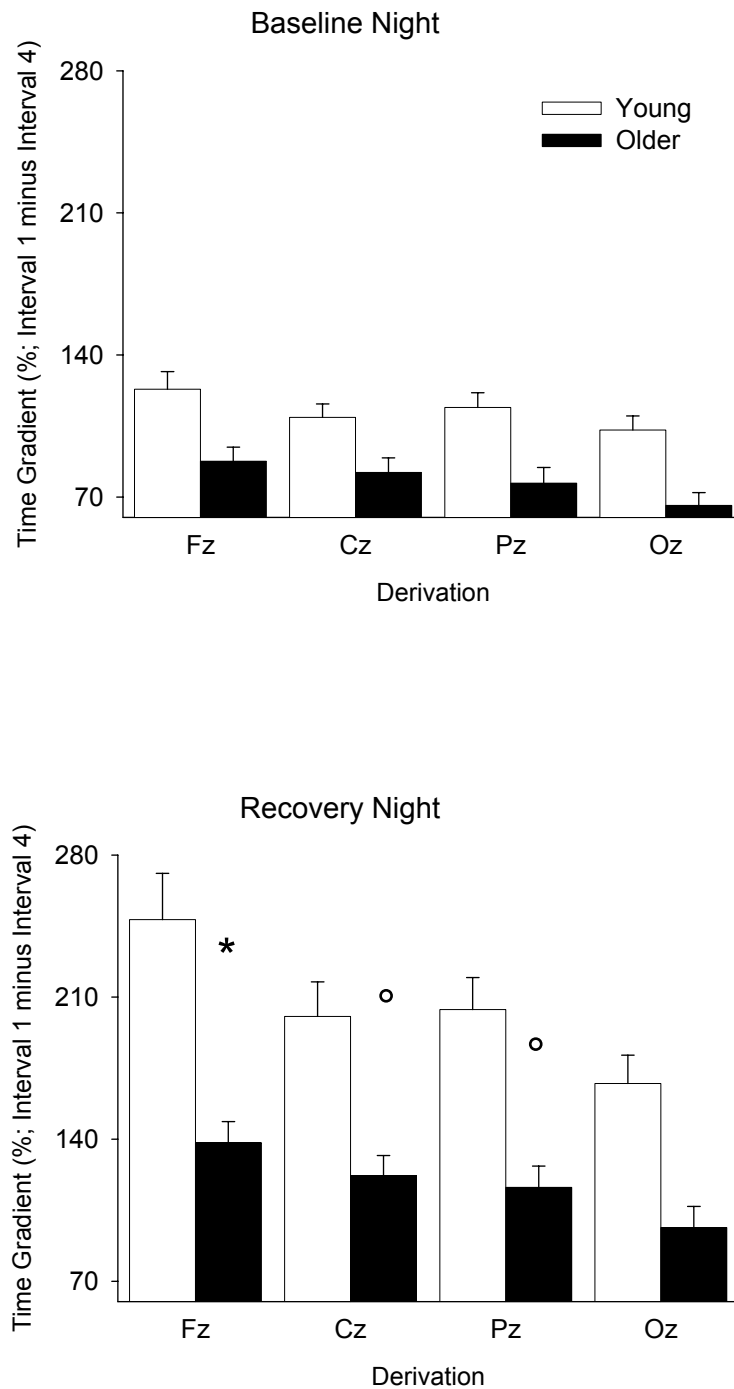 Baseline Night
Time Gradient (%; Interval 1 minus Interval 4)
280
210
140
70
Young
Older
Fz Cz Pz Oz
Derivation
Recovery Night
Time Gradient (%; Interval 1 minus Interval 4)
280
210
140
70
*
°
°
Fz Cz Pz Oz
Derivation